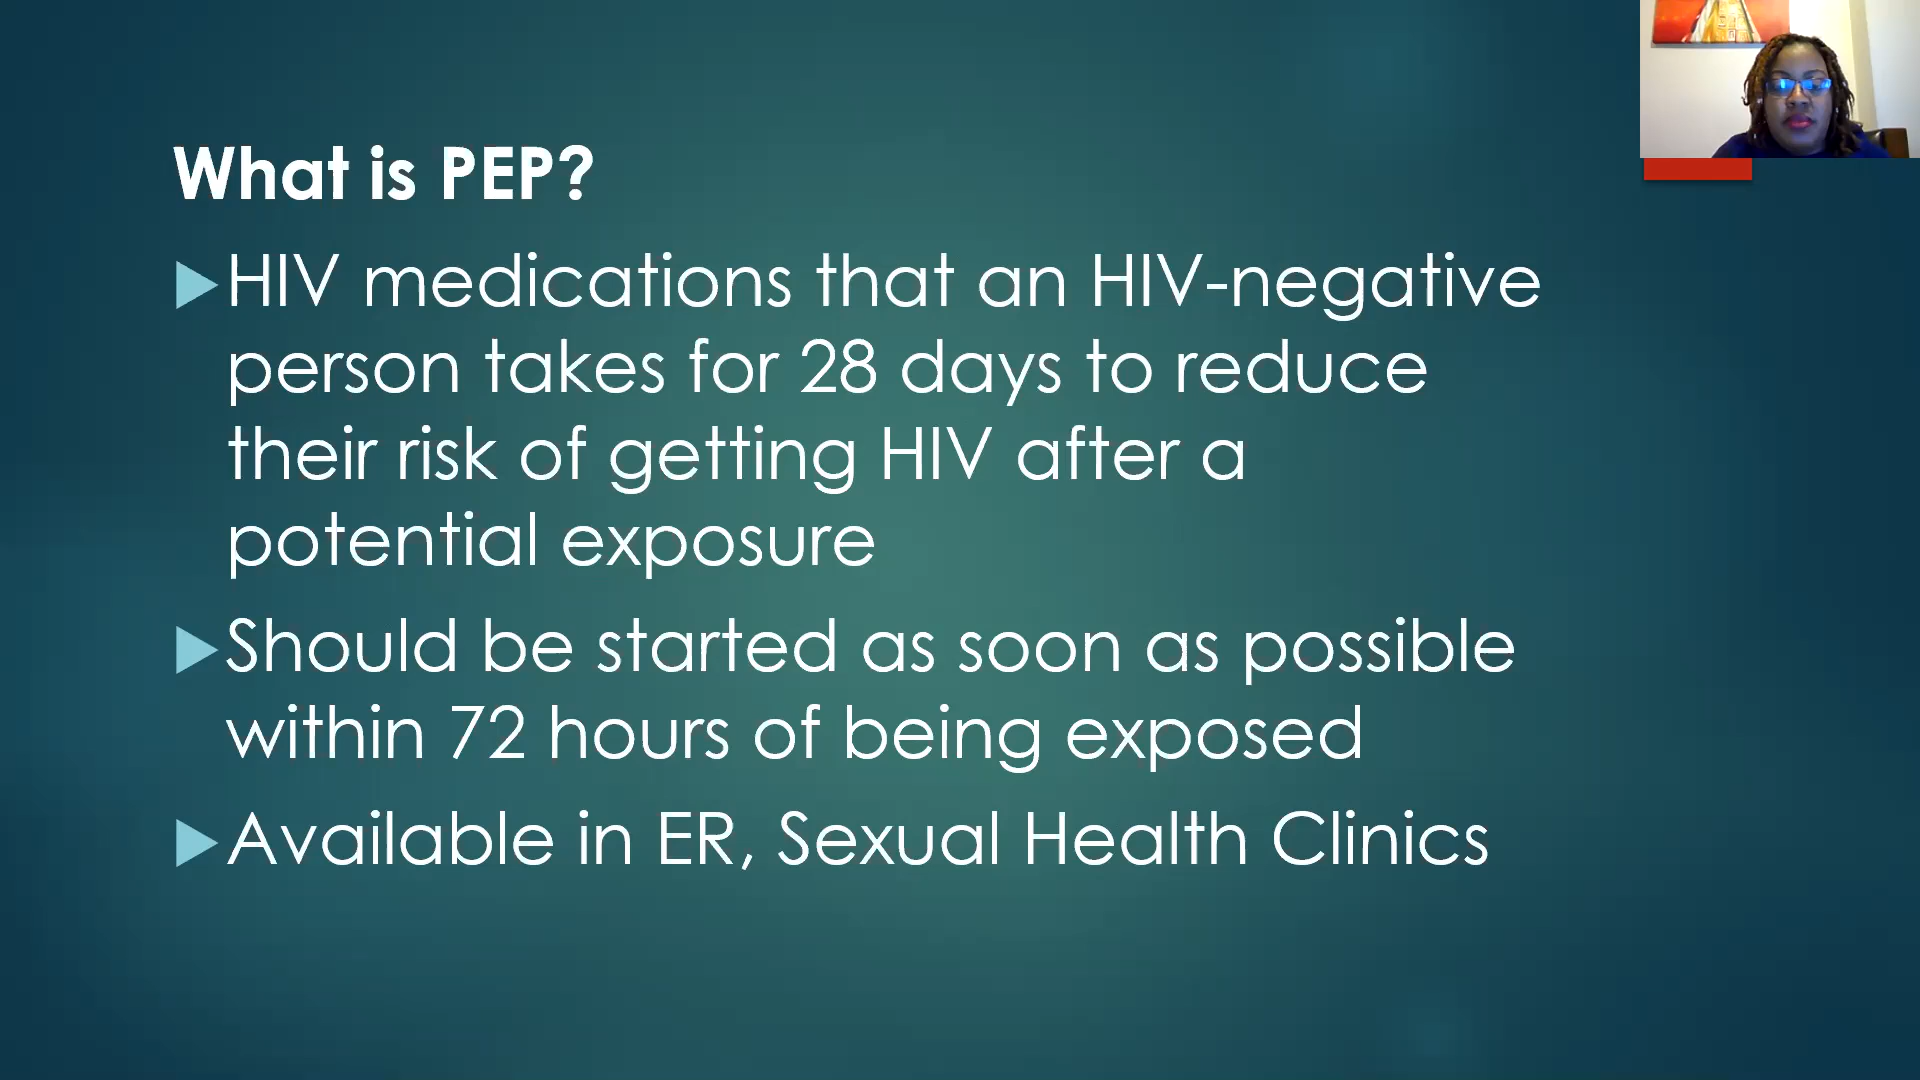 What is PEP?
HIV medications that an HIV-negative
person takes for 28 days to reduce
their risk of getting HIV after a
potential exposure
Should be started as soon as possible
within 72 hours of being exposed
Available in ER, Sexual Health Clinics